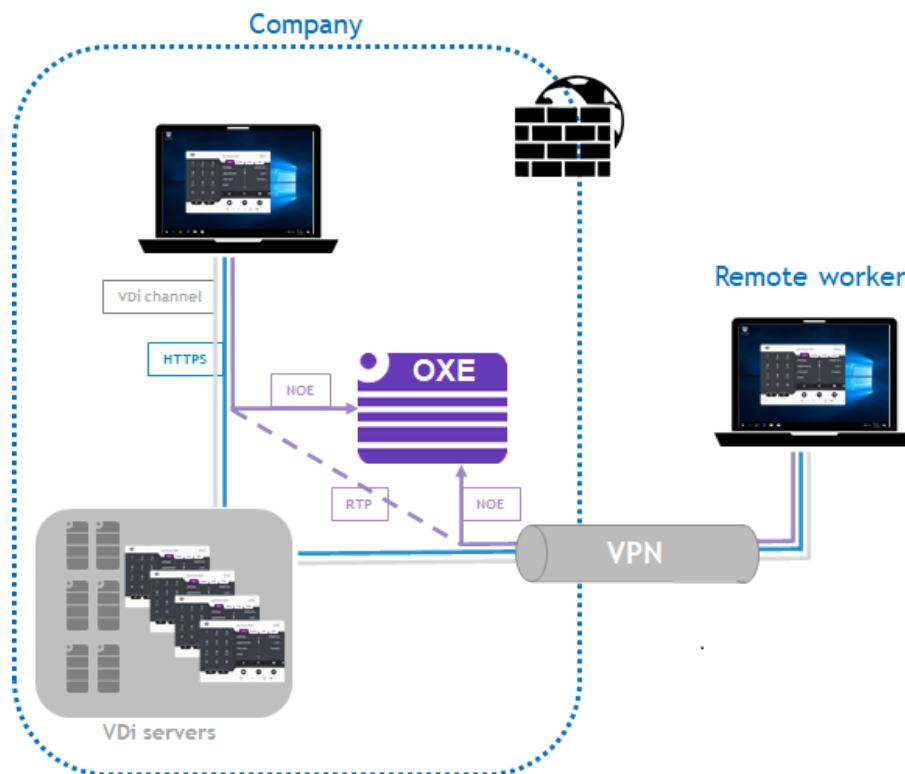 Company
Remote worker
VDi channel
HTTPS
OXE
NOE
RTP
NOE
VPN
VDi servers